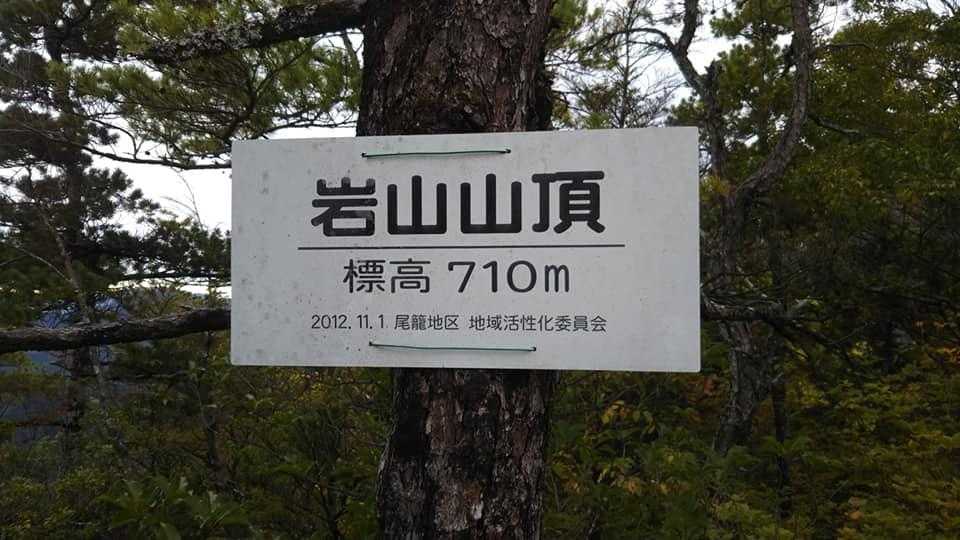 岩山山頂
標高 710m
2012.11.1 尾籠地区 地域活性化委員会